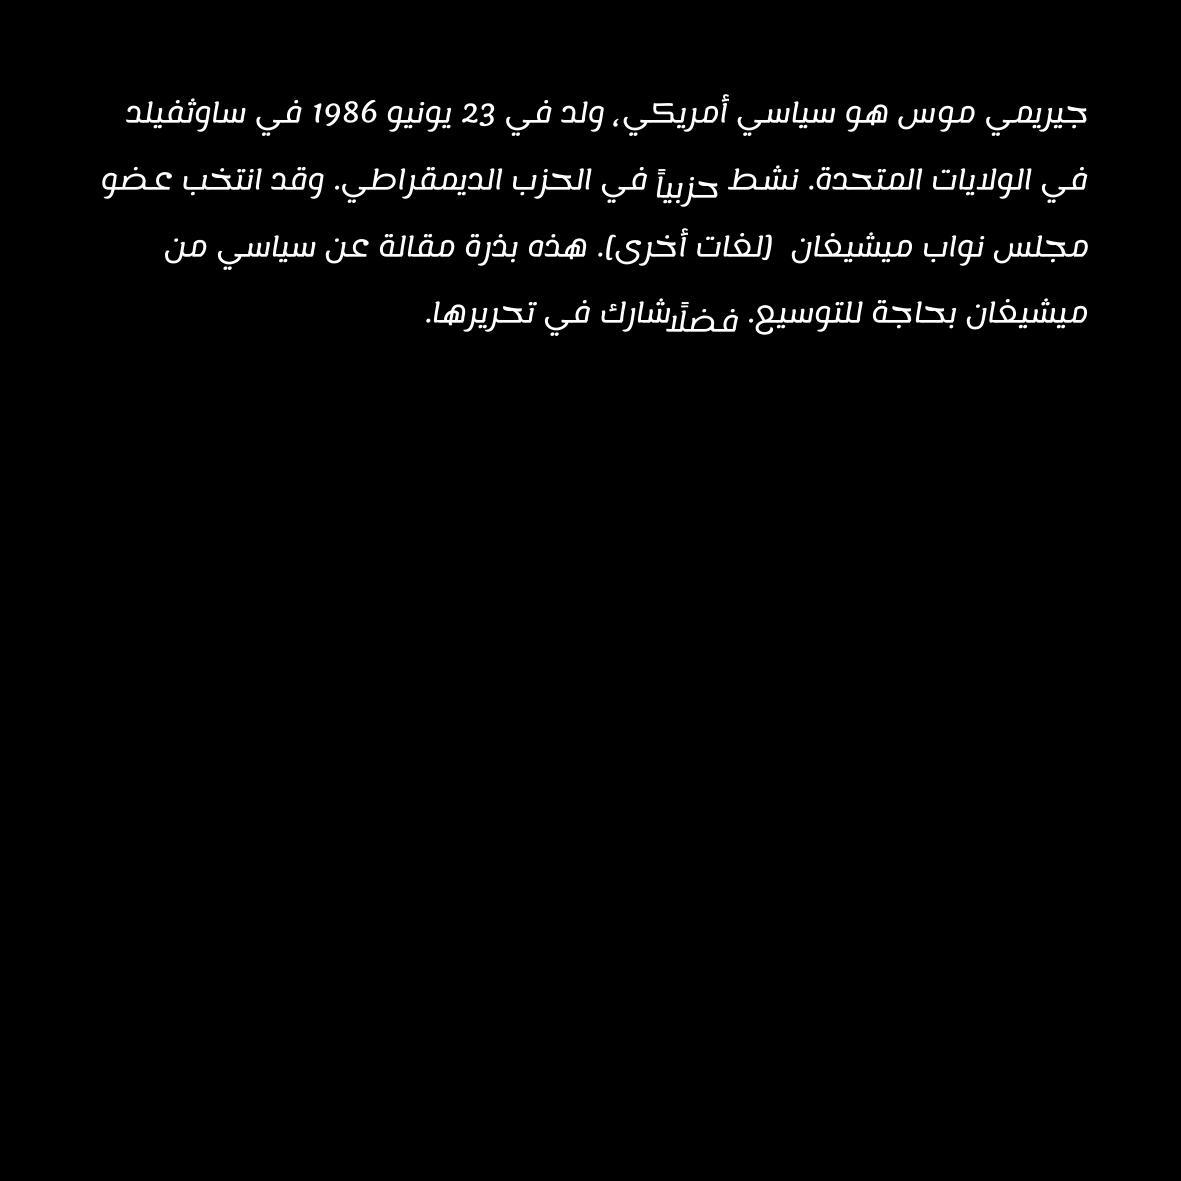 جيريمي موس هو سياسي أمريكي، ولد في 23 يونيو 1986 في ساوثفيلد
في الولايات المتحدة. نشط حزبياً في الحزب الديمقراطي. وقد انتخب عضو
مجلس نواب ميشيغان  (لغات أخرى). هذه بذرة مقالة عن سياسي من
ميشيغان بحاجة للتوسيع. فضلًاشارك في تحريرها.